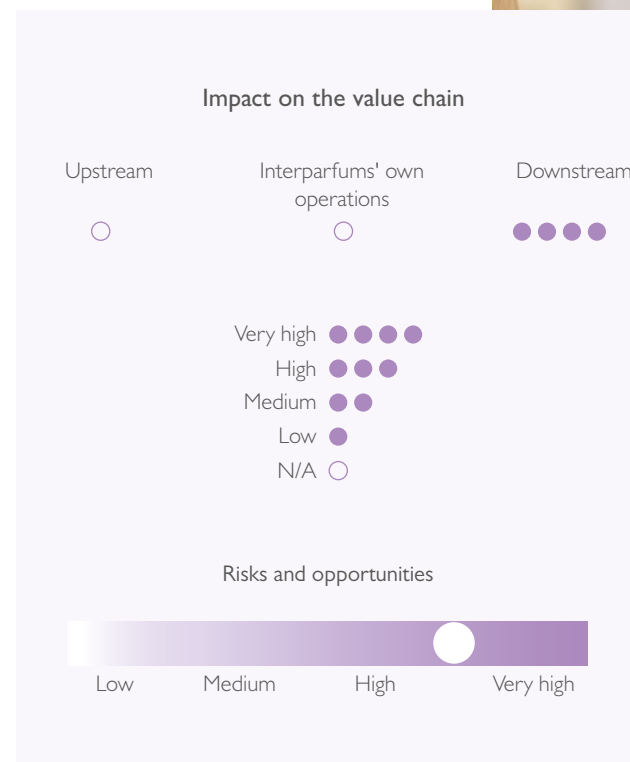 Impact on the value chain
Upstream
Interparfums' own
operations
Downstream
Very high
High
Medium
Low
N/A
Risks and opportunities
Low
Medium
High
Very high